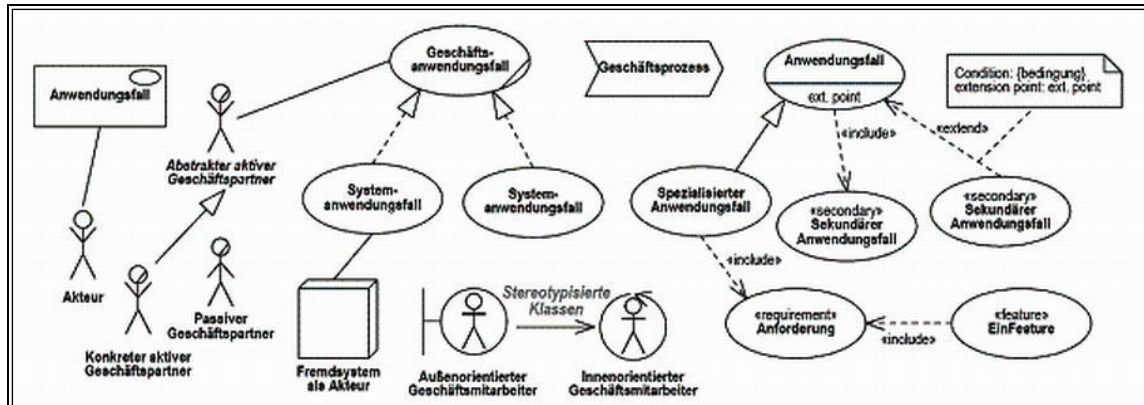 Anwendungsfall
Akteur
Abstrakter aktiver
Geschäftspartner
Konkreter aktiver
Geschäftspartner
Passiver
Geschäftspartner
Geschäfts-
anwendungsfall
System-
anwendungsfall
System-
anwendungsfall
Fremdsystem
als Akteur
Geschäftsprozess
Stereotypisierte
Klassen
Außenorientierter
Geschäftsmitarbeiter
Innenorientierter
Geschäftsmitarbeiter
Anwendungsfall
ext. point
Condition: {bedingung}
extension point: ext. point
«include»
«extend»
Spezialisierter
Anwendungsfall
«secondary»
Sekundärer
Anwendungsfall
«secondary»
Sekundärer
Anwendungsfall
«include»
«requirement»
Anforderung
«include»
«feature»
EinFeature